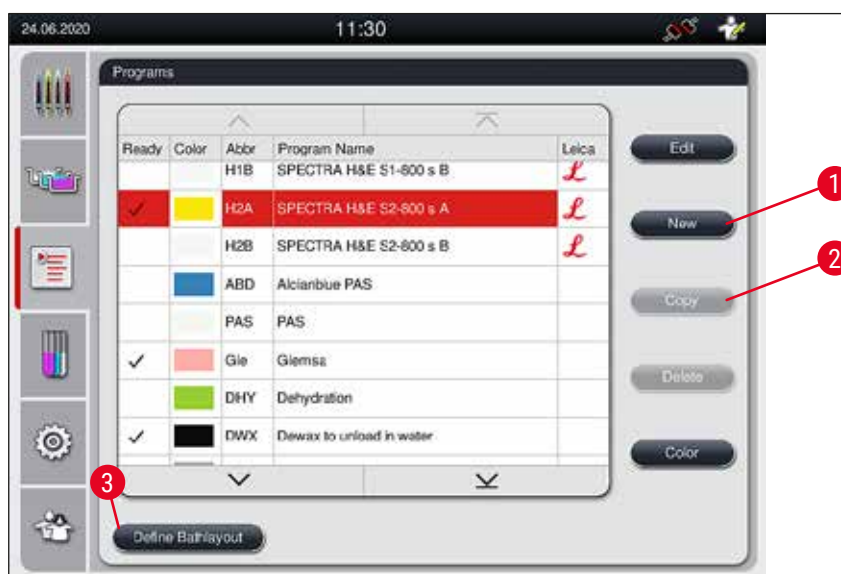 24.06.2020 11:30
Programs
Ready Color Abbr Program Name Leica
H1B SPECTRA H&E S1-600 s B L
H2A SPECTRA H&E S2-600 s A L
H2B SPECTRA H&E S2-600 s B L
ABD Alcianblue PAS
PAS PAS
Gie Giemsa
DHY Dehydration
DWX Dewax to unload in water
Define Bathlayout
Edit
New
Copy
Delete
Color
1
2
3